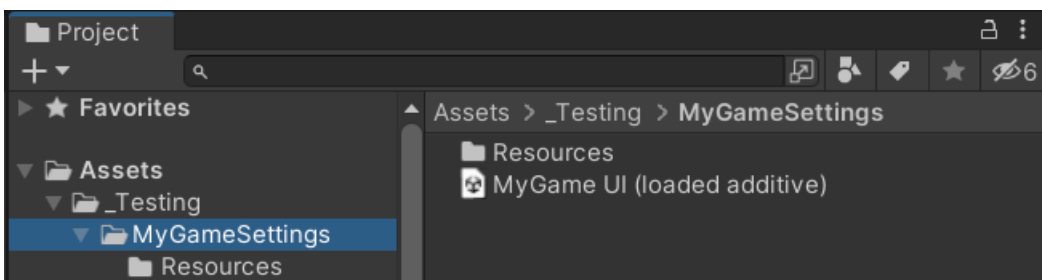 Project
6
Favorites
Assets
_Testing
MyGameSettings
Resources
Assets > _Testing > MyGameSettings
Resources
MyGame UI (loaded additive)